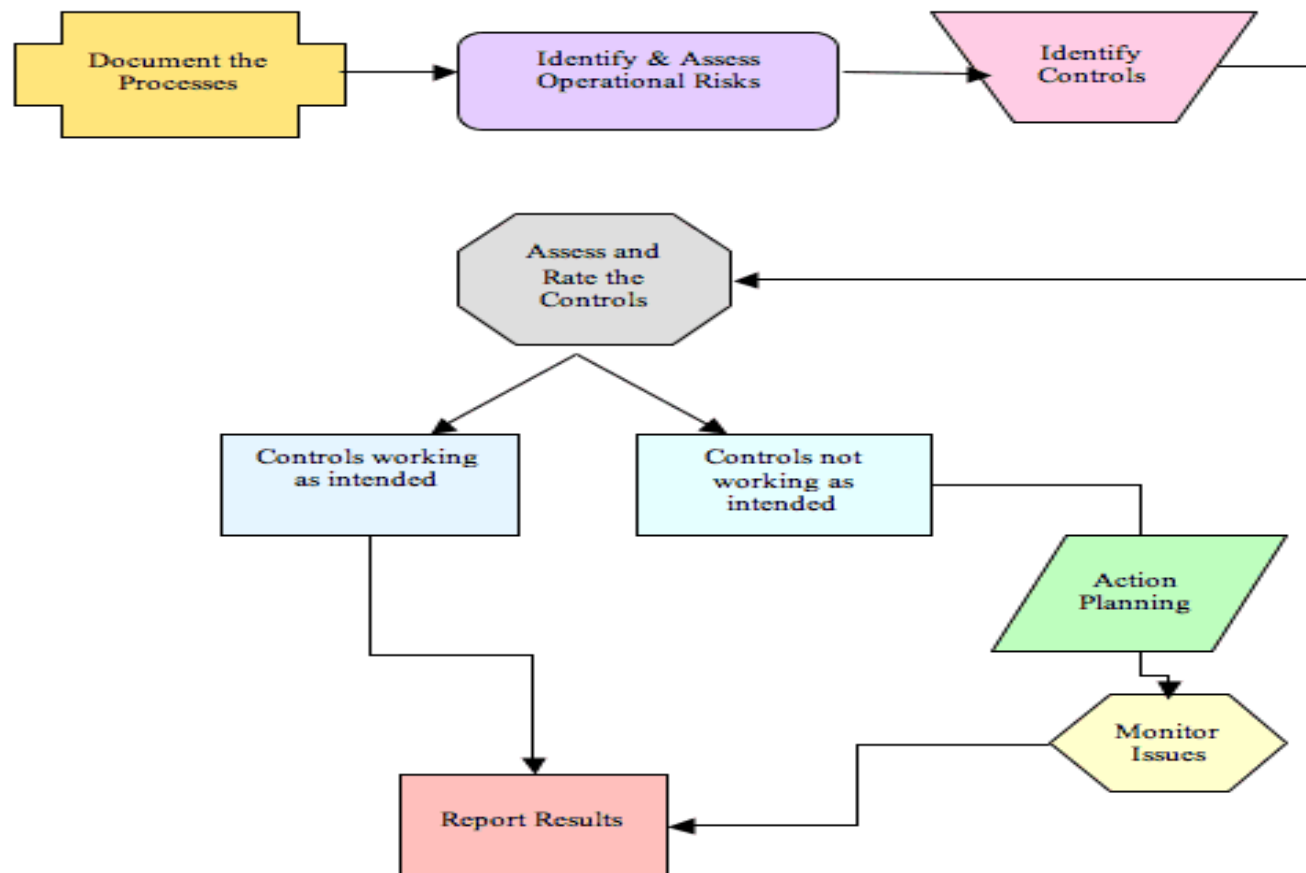 Document the
Processes
Identify & Assess
Operational Risks
Identify
Controls
Assess and
Rate the
Controls
Controls working
as intended
Controls not
working as
intended
Action
Planning
Monitor
Issues
Report Results